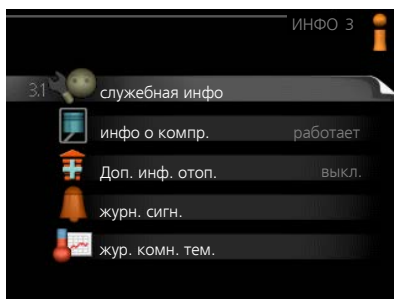 ИНФО 3
3.1 служебная инфо
инфо о компр. работает
Доп. инф. отоп. выкл.
журн. сигн.
жур. комн. тем.